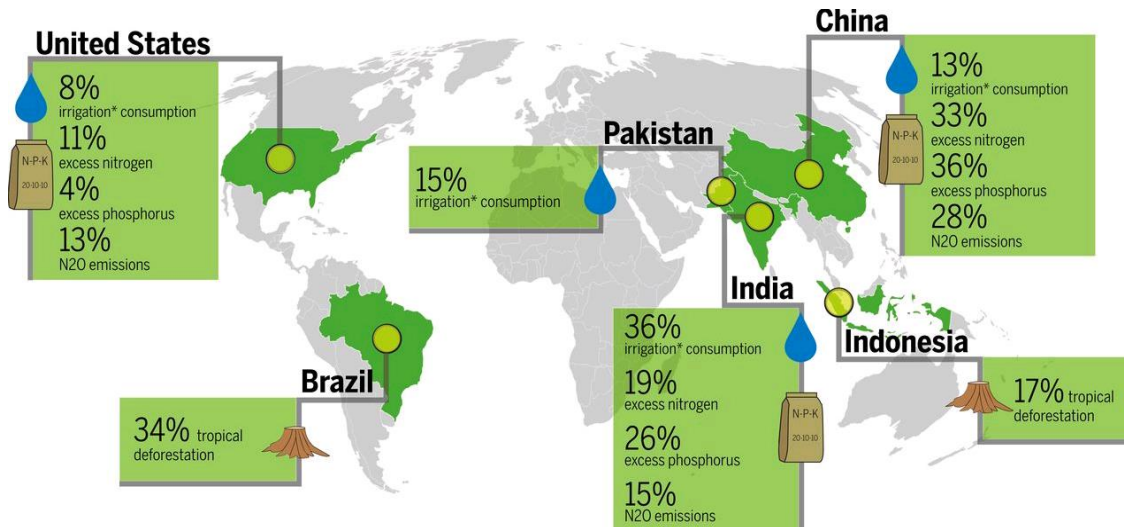 United States
8%
irrigation* consumption
11%
excess nitrogen
4%
excess phosphorus
13%
N20 emissions
N-P-K
20-10-10
China
13%
irrigation* consumption
33%
excess nitrogen
36%
excess phosphorus
28%
N20 emissions
N-P-K
20-10-10
Pakistan
15%
irrigation* consumption
India
36%
irrigation* consumption
19%
excess nitrogen
26%
excess phosphorus
15%
N20 emissions
N-P-K
20-10-10
Indonesia
17% tropical
deforestation
Brazil
34% tropical
deforestation